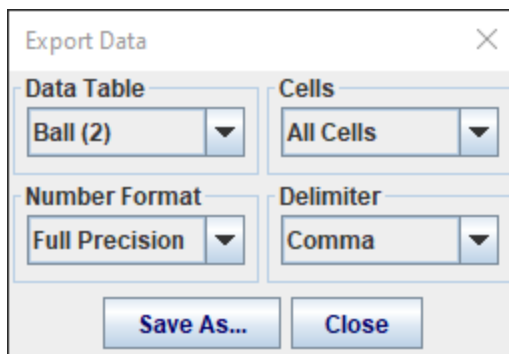 Export Data
Data Table
Cells
Ball (2)
All Cells
Number Format
Delimiter
Full Precision
Comma
Save As...
Close